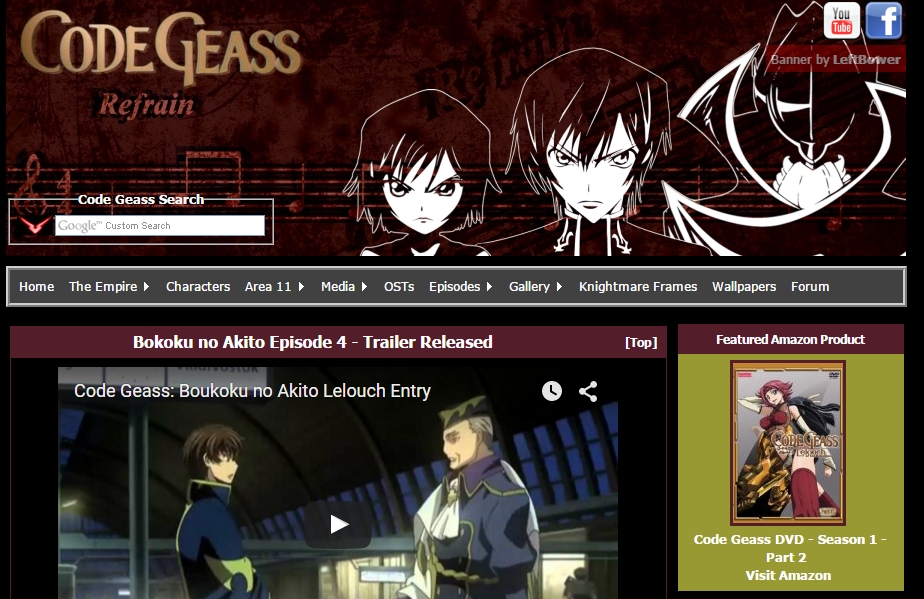 CODE GEASS
Refrain
You
Tube
f
Banner by LeftBower
Code Geass Search
Google™ Custom Search
Home The Empire Characters Area 11 Media OSTs Episodes Gallery Knightmare Frames Wallpapers Forum
Bokoku no Akito Episode 4 - Trailer Released [Top]
Code Geass: Boukoku no Akito Lelouch Entry
Featured Amazon Product
CODE GEASS
Code Geass DVD - Season 1 -
Part 2
Visit Amazon